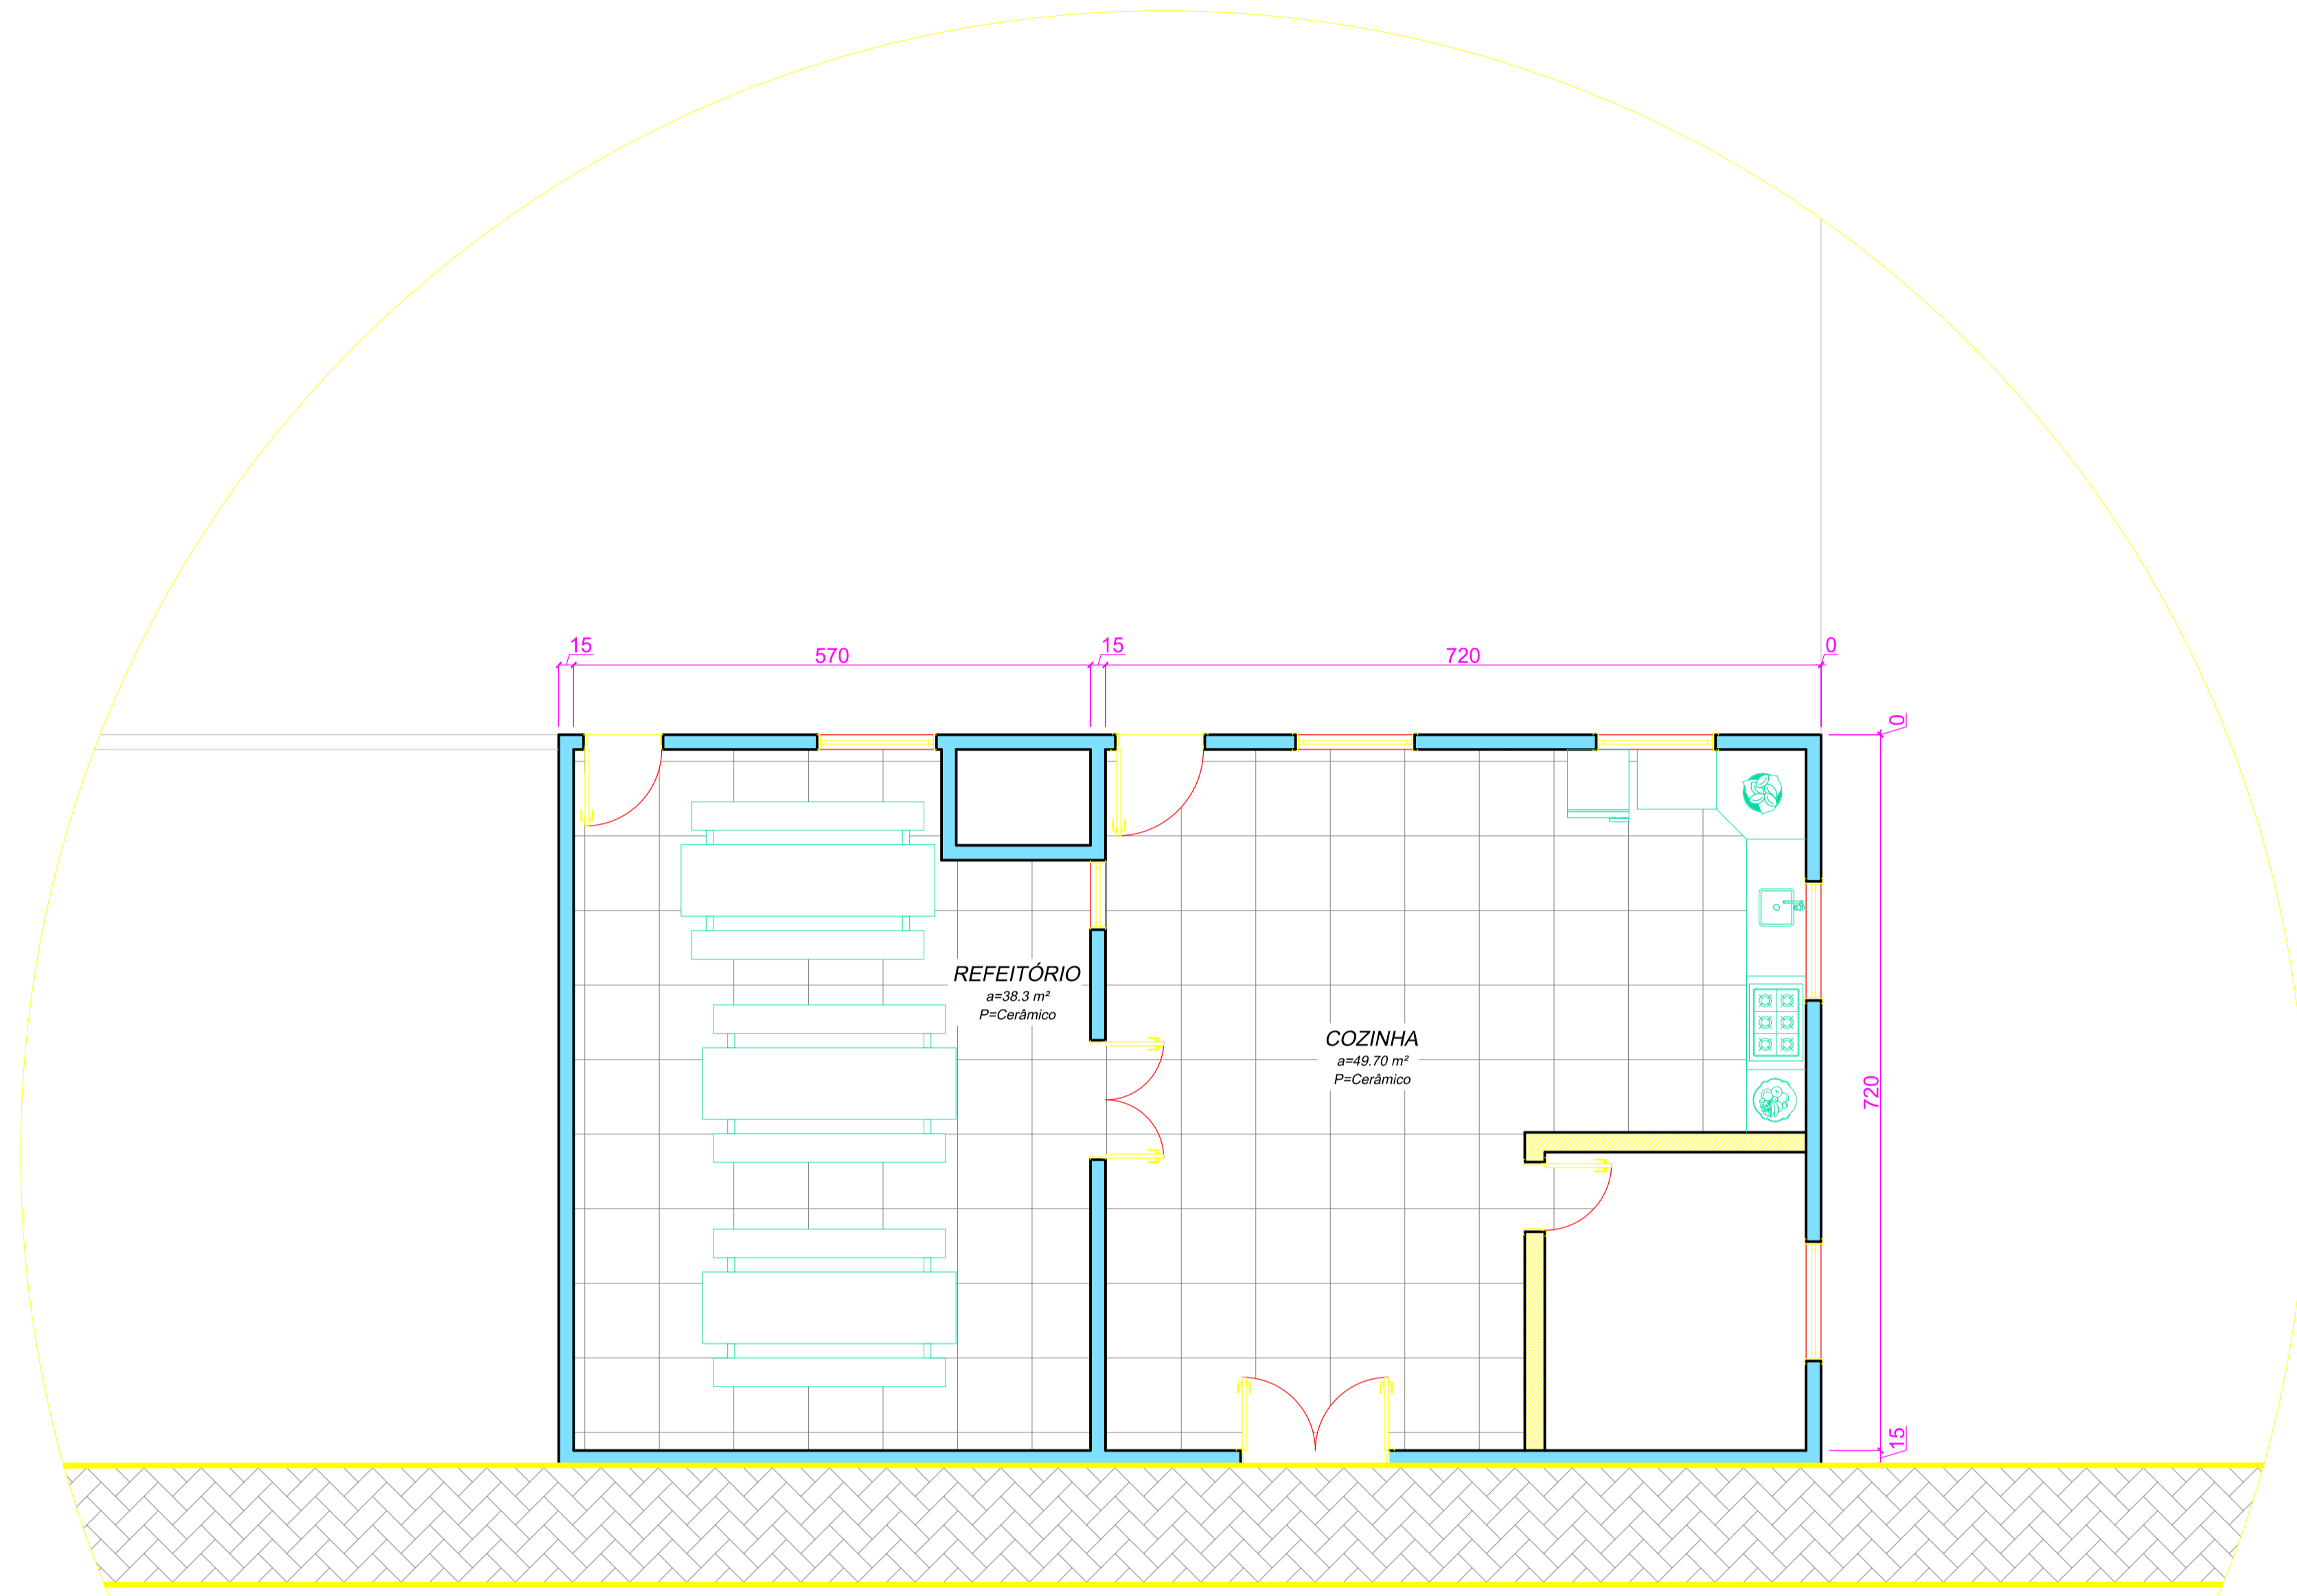 15
570
15
720
0
0
REFEITÓRIO
a=38.3 m²
P=Cerâmico
COZINHA
a=49.70 m²
P=Cerâmico
720
15